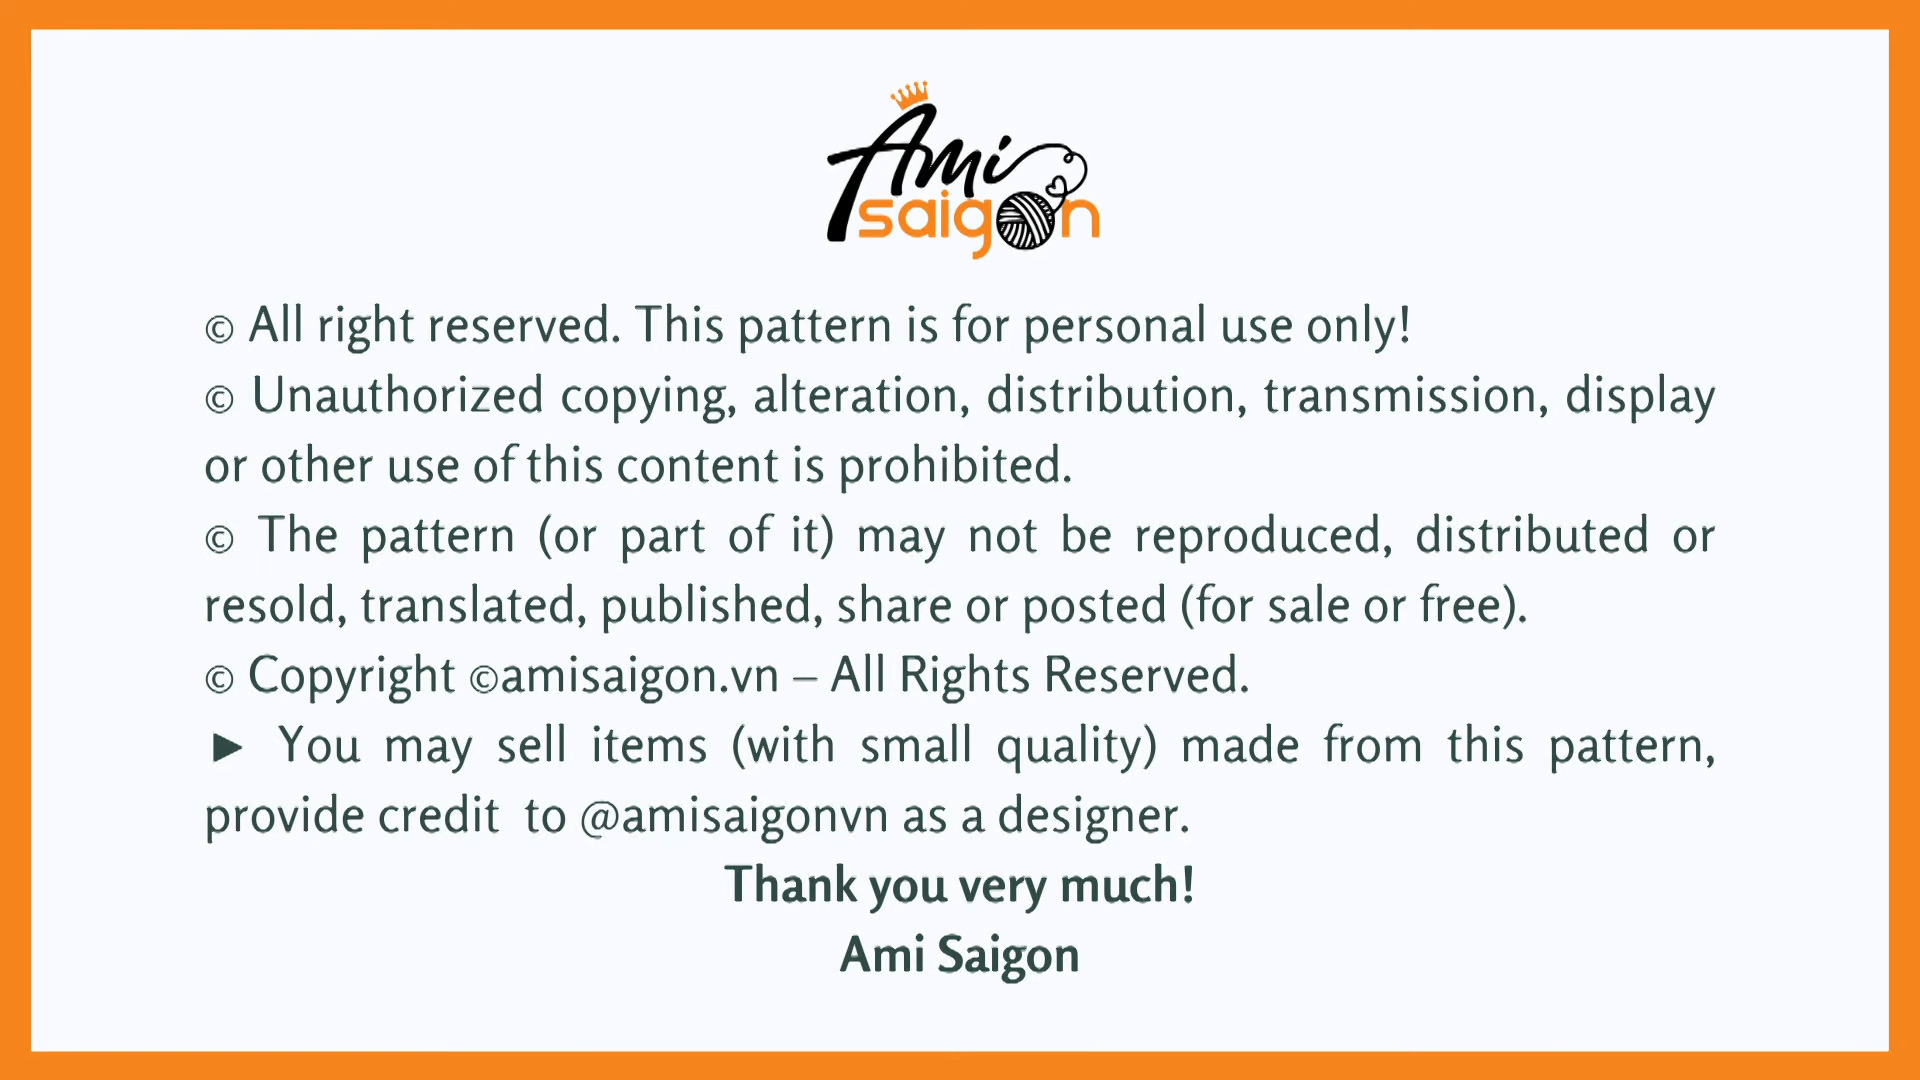 Ami
saigon
© All right reserved. This pattern is for personal use only!
© Unauthorized copying, alteration, distribution, transmission, display
or other use of this content is prohibited.
© The pattern (or part of it) may not be reproduced, distributed or
resold, translated, published, share or posted (for sale or free).
© Copyright ©amisaigon.vn – All Rights Reserved.
► You may sell items (with small quality) made from this pattern,
provide credit  to @amisaigonvn as a designer.
Thank you very much!
Ami Saigon